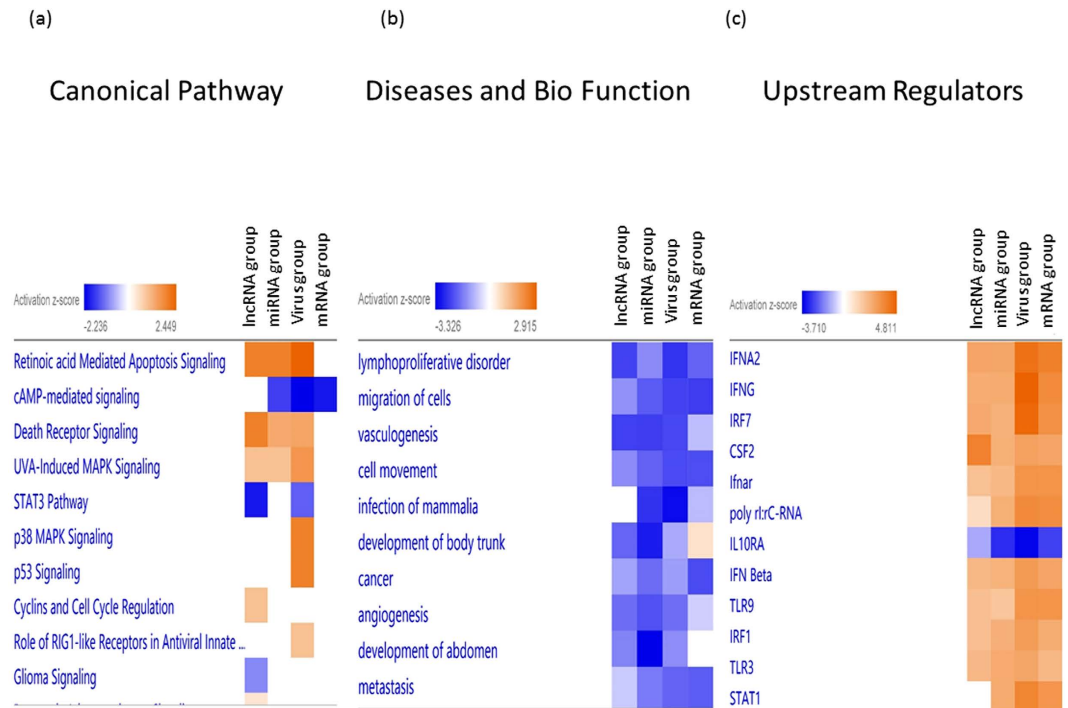 (a)
Canonical Pathway
Activation z-score
-2.236 2.449
lncRNA group
miRNA group
Virus group
mRNA group
Retinoic acid Mediated Apoptosis Signaling
cAMP-mediated signaling
Death Receptor Signaling
UVA-Induced MAPK Signaling
STAT3 Pathway
p38 MAPK Signaling
p53 Signaling
Cyclins and Cell Cycle Regulation
Role of RIG1-like Receptors in Antiviral Innate ...
Glioma Signaling
(b)
Diseases and Bio Function
Activation z-score
-3.326 2.915
lncRNA group
miRNA group
Virus group
mRNA group
lymphoproliferative disorder
migration of cells
vasculogenesis
cell movement
infection of mammalia
development of body trunk
cancer
angiogenesis
development of abdomen
metastasis
(c)
Upstream Regulators
Activation z-score
-3.710 4.811
lncRNA group
miRNA group
Virus group
mRNA group
IFNA2
IFNG
IRF7
CSF2
Ifnar
poly rI:rC-RNA
IL10RA
IFN Beta
TLR9
IRF1
TLR3
STAT1